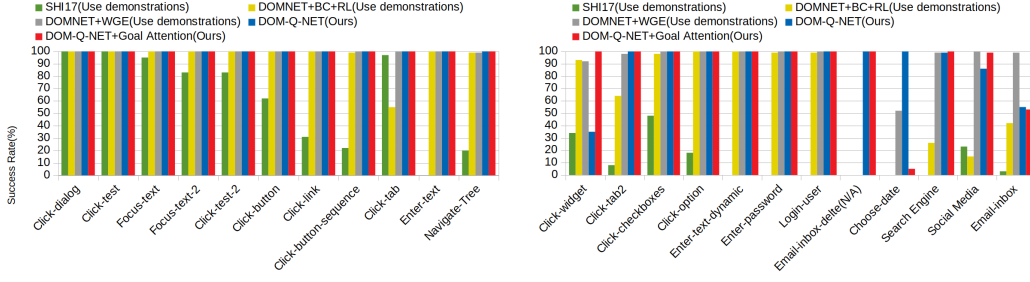 SHI17(Use demonstrations)
DOMNET+BC+RL(Use demonstrations)
DOMNET+WGE(Use demonstrations)
DOM-Q-NET(Ours)
DOM-Q-NET+Goal Attention(Ours)
100
90
80
70
60
50
40
30
20
10
0
Success Rate(%)
Click-dialog
Click-test
Focus-text
Focus-text-2
Click-test-2
Click-button
Click-link
Click-button-sequence
Click-tab
Enter-text
Navigate-Tree
SHI17(Use demonstrations)
DOMNET+BC+RL(Use demonstrations)
DOMNET+WGE(Use demonstrations)
DOM-Q-NET(Ours)
DOM-Q-NET+Goal Attention(Ours)
100
90
80
70
60
50
40
30
20
10
0
Click-widget
Click-tab2
Click-checkboxes
Click-option
Enter-text-dynamic
Enter-password
Login-user
Email-inbox-delte(N/A)
Choose-date
Search Engine
Social Media
Email-inbox